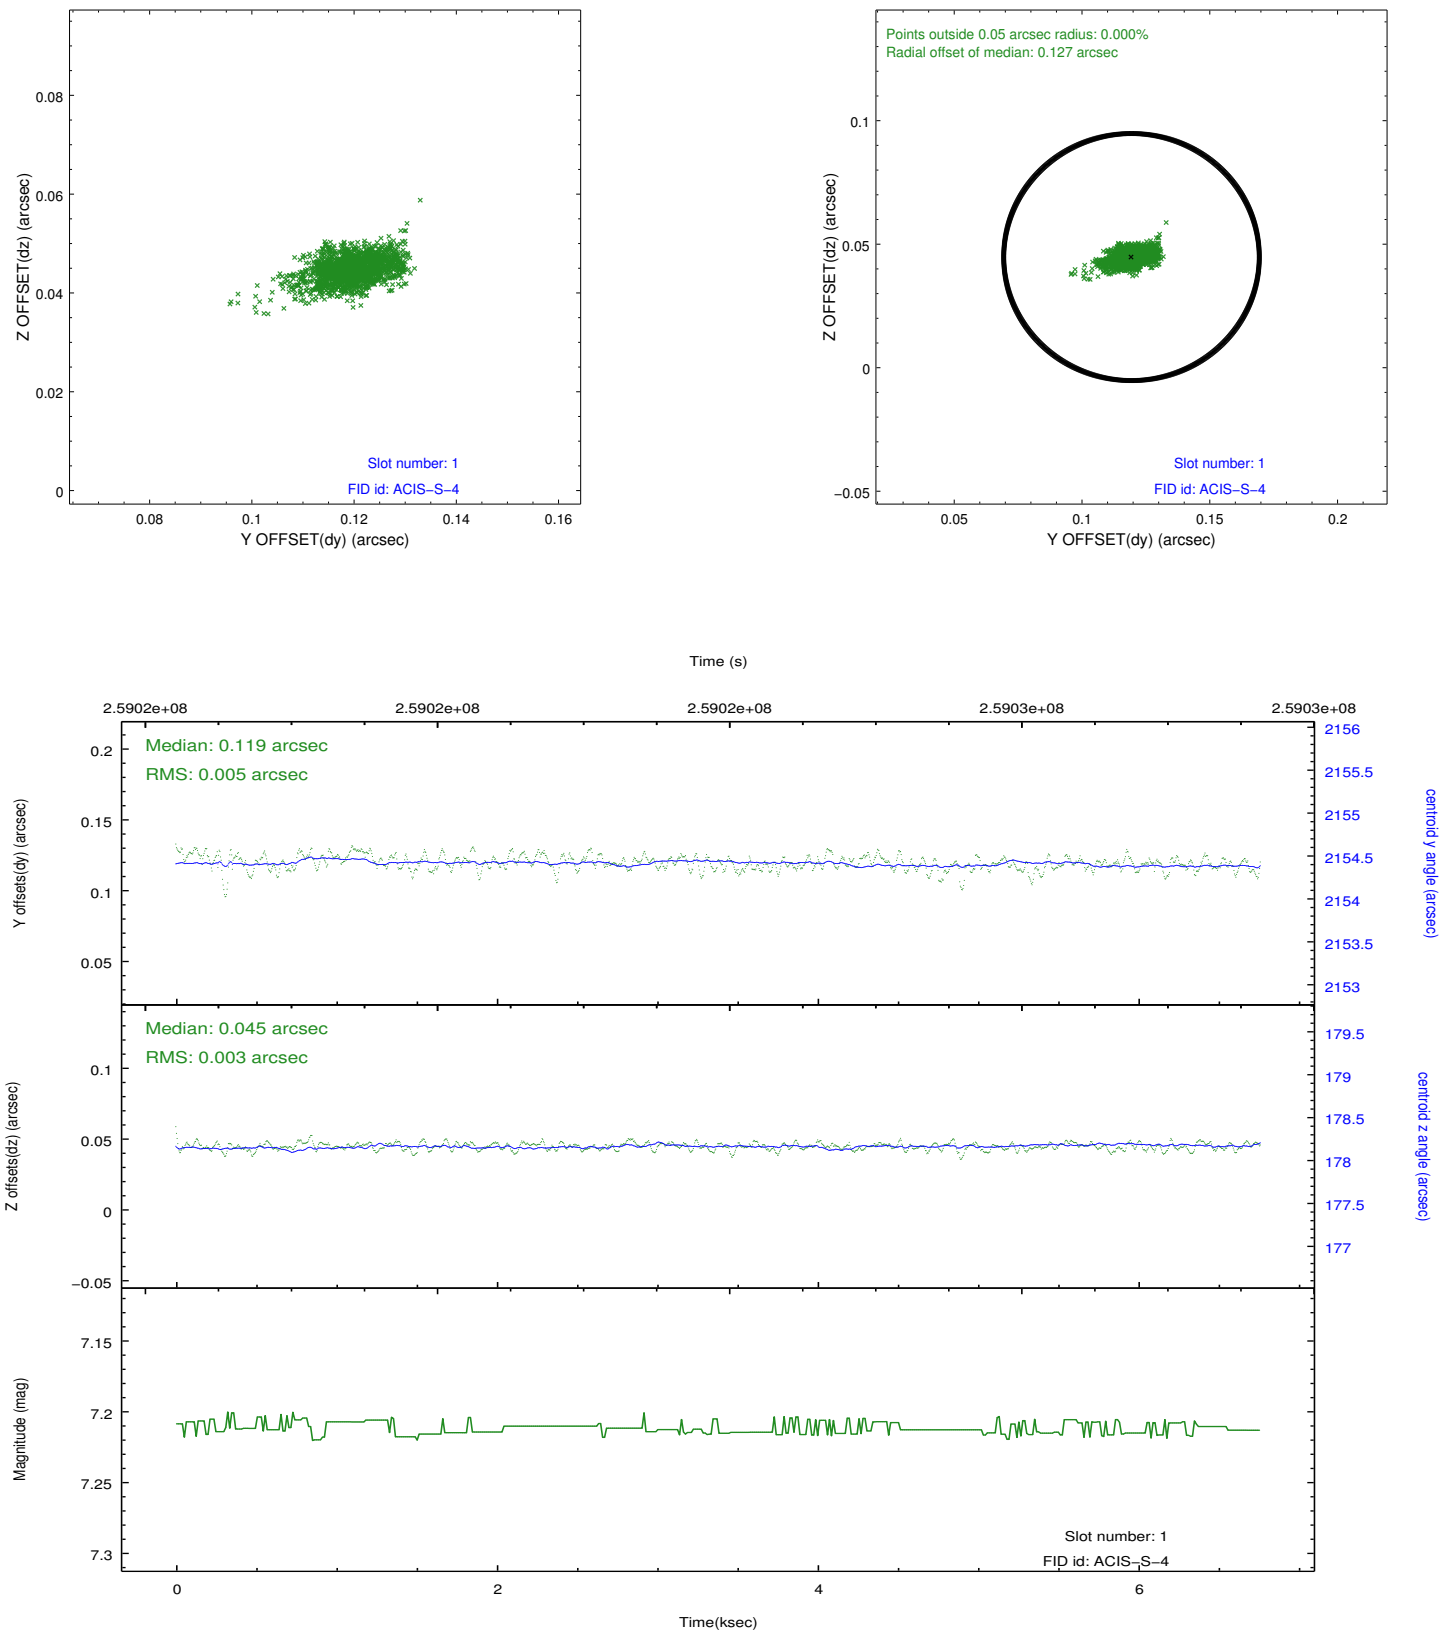 0.08
0.06
0.04
0.02
0
Z OFFSET(dz) (arcsec)
Slot number: 1
FID id: ACIS−S−4
0.08
0.1
0.12
0.14
0.16
Y OFFSET(dy) (arcsec)
Points outside 0.05 arcsec radius: 0.000%
Radial offset of median: 0.127 arcsec
0.1
0.05
0
−0.05
Z OFFSET(dz) (arcsec)
Slot number: 1
FID id: ACIS−S−4
0.05
0.1
0.15
0.2
Y OFFSET(dy) (arcsec)
Time (s)
2.5902e+08
2.5902e+08
2.5902e+08
2.5903e+08
2.5903e+08
Median: 0.119 arcsec
RMS: 0.005 arcsec
0.2
0.15
0.1
0.05
Y offsets(dy) (arcsec)
2156
2155.5
2155
2154.5
2154
2153.5
2153
centroid y angle (arcsec)
Median: 0.045 arcsec
RMS: 0.003 arcsec
0.1
0.05
0
−0.05
Z offsets(dz) (arcsec)
179.5
179
178.5
178
177.5
177
centroid z angle (arcsec)
7.15
7.2
7.25
7.3
Magnitude (mag)
Slot number: 1
FID id: ACIS−S−4
0
2
4
6
Time(ksec)